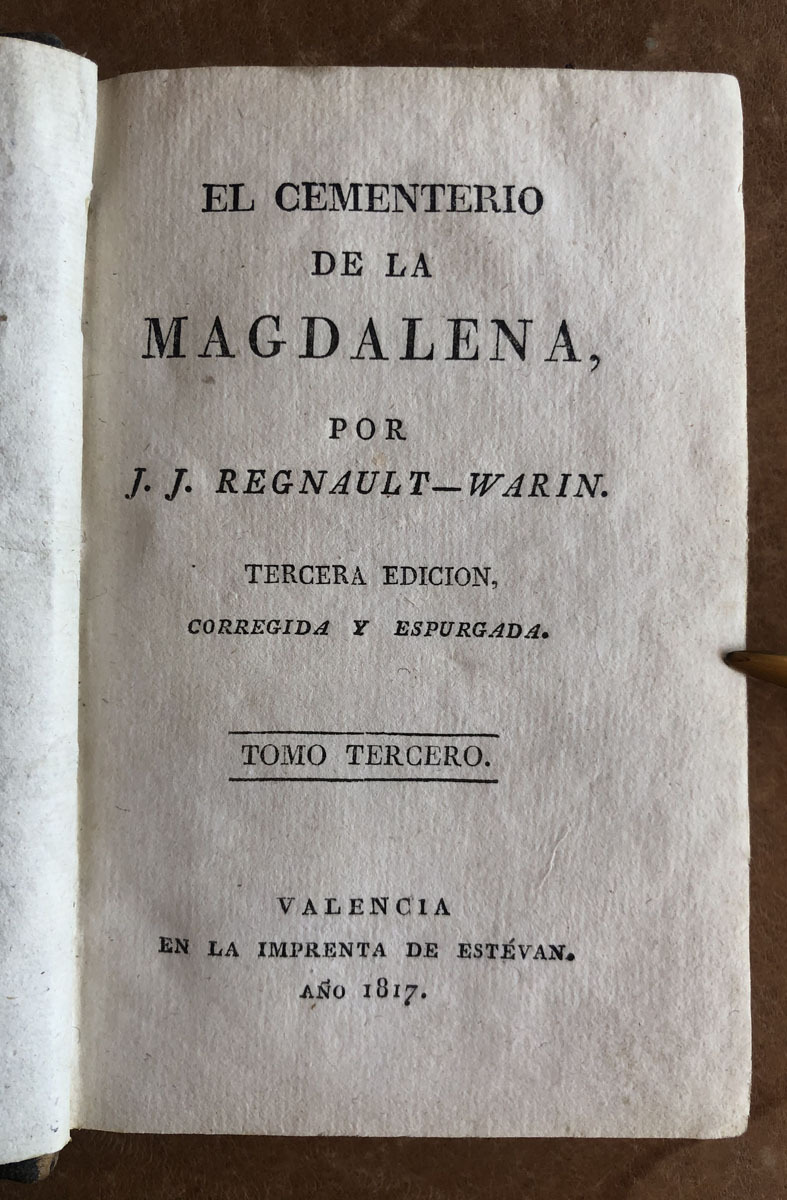 EL CEMENTERIO
DE LA
MAGDALENA,
POR
J. J. REGNAULT—WARIN.
TERCERA EDICION,
CORREGIDA Y ESPURGADA.
TOMO TERCERO.
VALENCIA
EN LA IMPRENTA DE ESTÉVAN.
AÑO 1817.